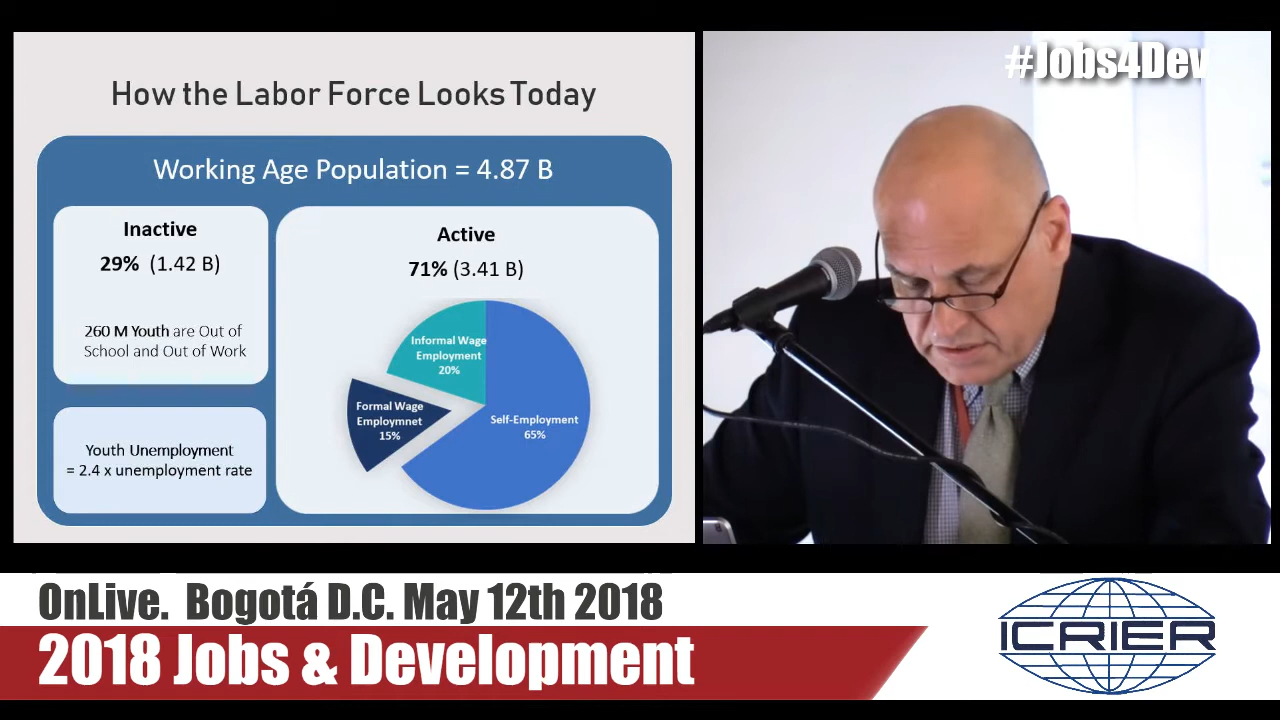 #Jobs4Dev
How the Labor Force Looks Today
Working Age Population = 4.87 B
Inactive
29% (1.42 B)
260 M Youth are Out of
School and Out of Work
Youth Unemployment
= 2.4 x unemployment rate
Active
71% (3.41 B)
Informal Wage
Employment
20%
Formal Wage
Employmnet
15%
Self-Employment
65%
OnLive. Bogotá D.C. May 12th 2018
2018 Jobs & Development
ICRIER